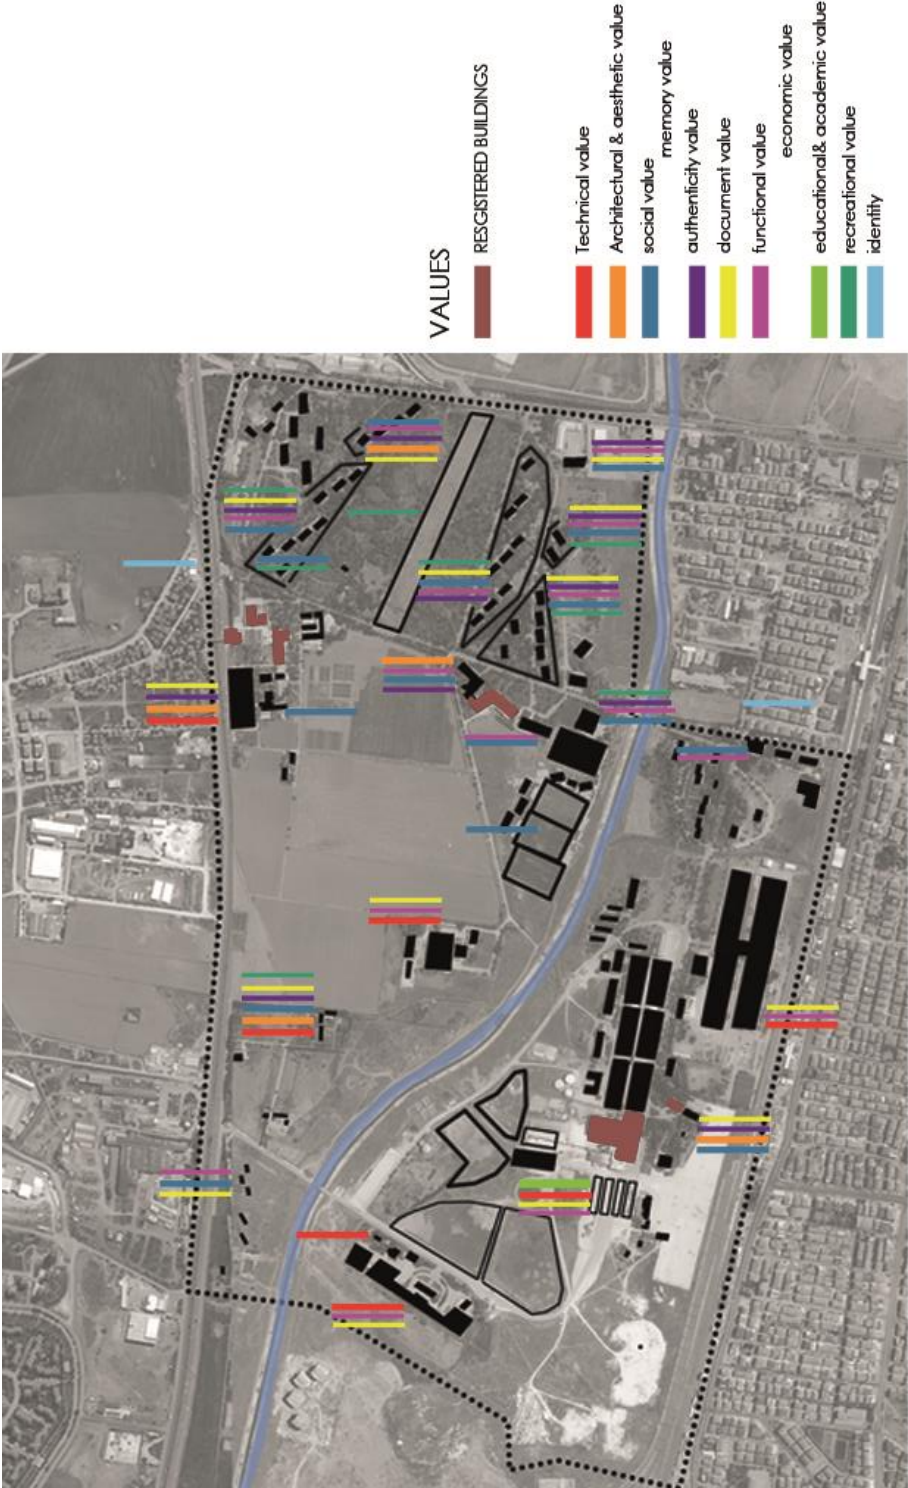 VALUES
RESGISTERED BUILDINGS
Technical value
Architectural & aesthetic value
social value
memory value
authenticity value
document value
functional value
economic value
educational& academic value
recreational value
identity